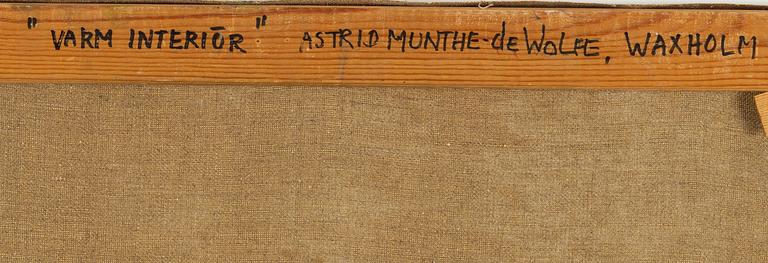 "VARM INTERIÖR" ASTRID MUNTHE-de WOLFE, WAXHOLM